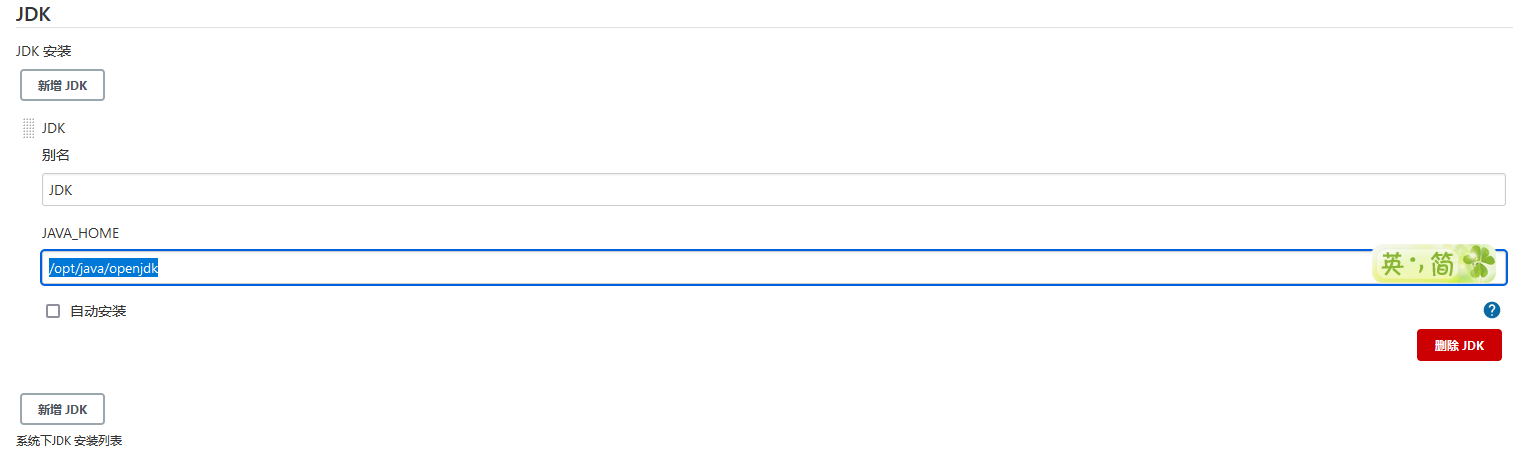 JDK
JDK 安装
新增 JDK
JDK
别名
JDK
JAVA_HOME
/opt/java/openjdk
英 •, 简
自动安装
?
删除 JDK
新增 JDK
系统下JDK 安装列表